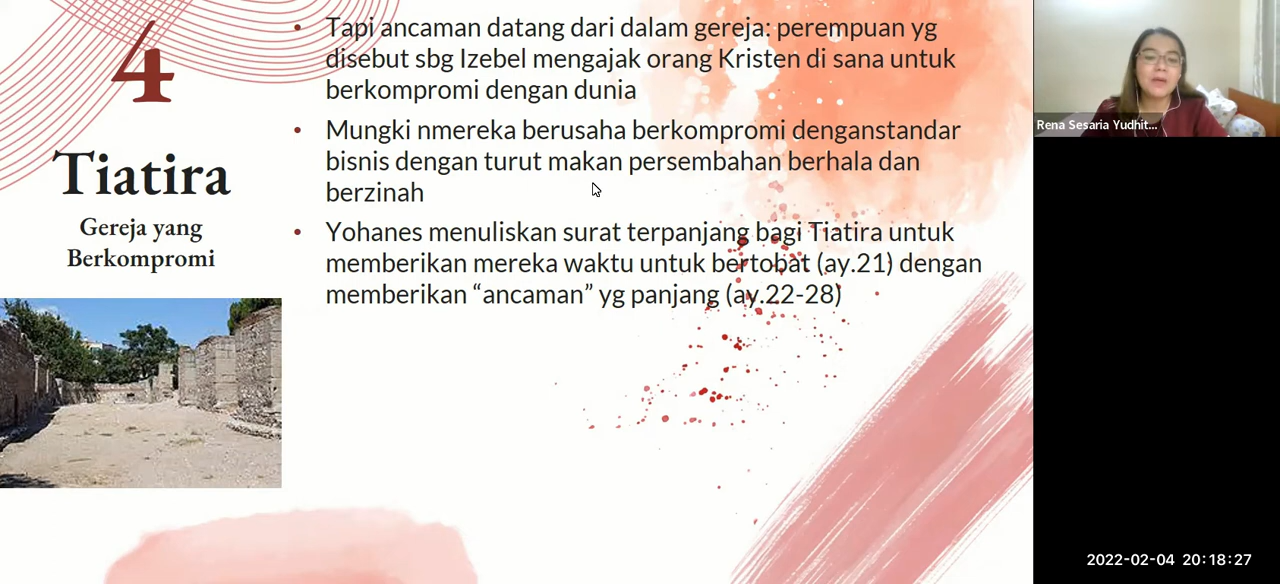 4
Tiatira
Gereja yang
Berkompromi
• Tapi ancaman datang dari dalam gereja: perempuan yg
disebut sbg Izebel mengajak orang Kristen di sana untuk
berkompromi dengan dunia
• Mungki nmereka berusaha berkompromi denganstandar
bisnis dengan turut makan persembahan berhala dan
berzinah
• Yohanes menuliskan surat terpanjang bagi Tiatira untuk
memberikan mereka waktu untuk bertobat (ay.21) dengan
memberikan “ancaman” yg panjang (ay.22-28)
Rena Sesaria Yudhit...
2022-02-04 20:18:27